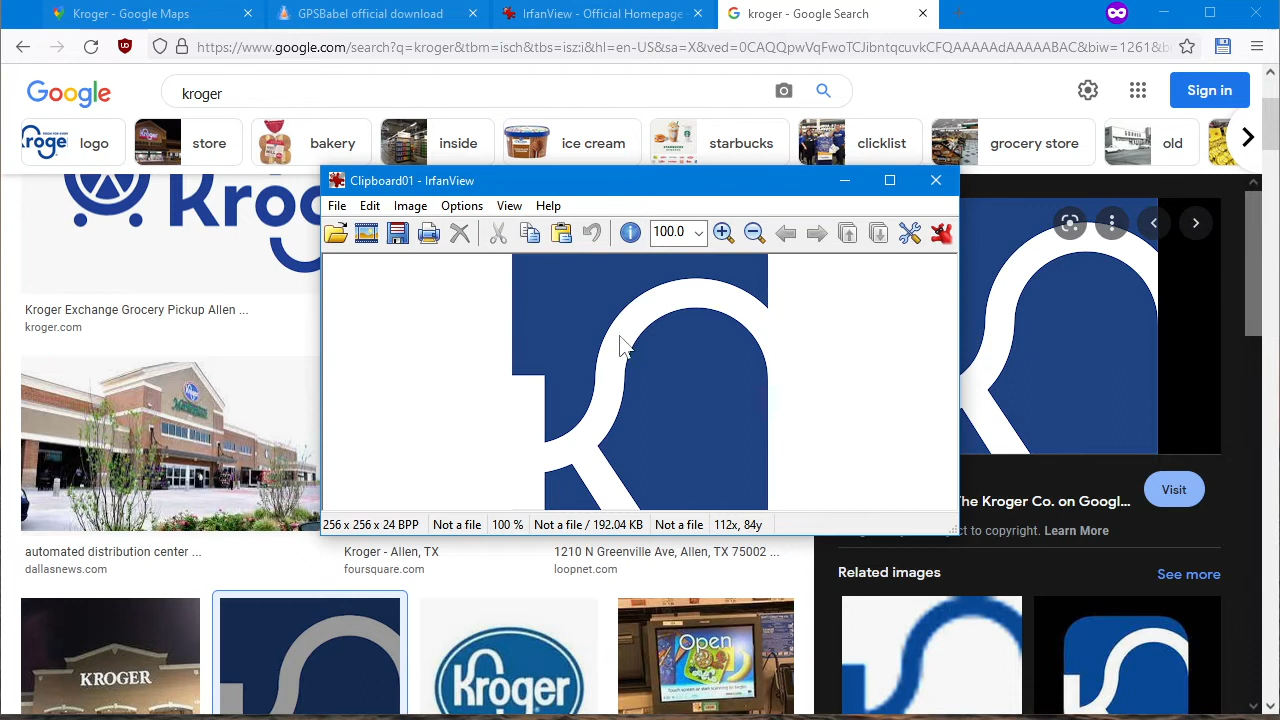 Kroger - Google Maps
GPSBabel official download
IrfanView - Official Homepage
kroger - Google Search
https://www.google.com/search?q=kroger&tbm=isch&tbs=isz:i&hl=en-US&sa=X&ved=0CAQQpwVqFwoTCJibntqcuvkCFQAAAAAdAAAAABAC&biw=1261&b
Google
kroger
Sign in
logo
store
bakery
inside
ice cream
starbucks
clicklist
grocery store
old
Clipboard01 - IrfanView
File Edit Image Options View Help
100.0
256 x 256 x 24 BPP
Not a file
100 %
Not a file / 192.04 KB
Not a file
112x, 84y
Kroger Exchange Grocery Pickup Allen ...
kroger.com
automated distribution center ...
dallasnews.com
Kroger - Allen, TX
foursquare.com
1210 N Greenville Ave, Allen, TX 75002 ...
loopnet.com
The Kroger Co. on Googl...
Visit
ct to copyright. Learn More
Related images
See more
KROGER
Kroger
Open